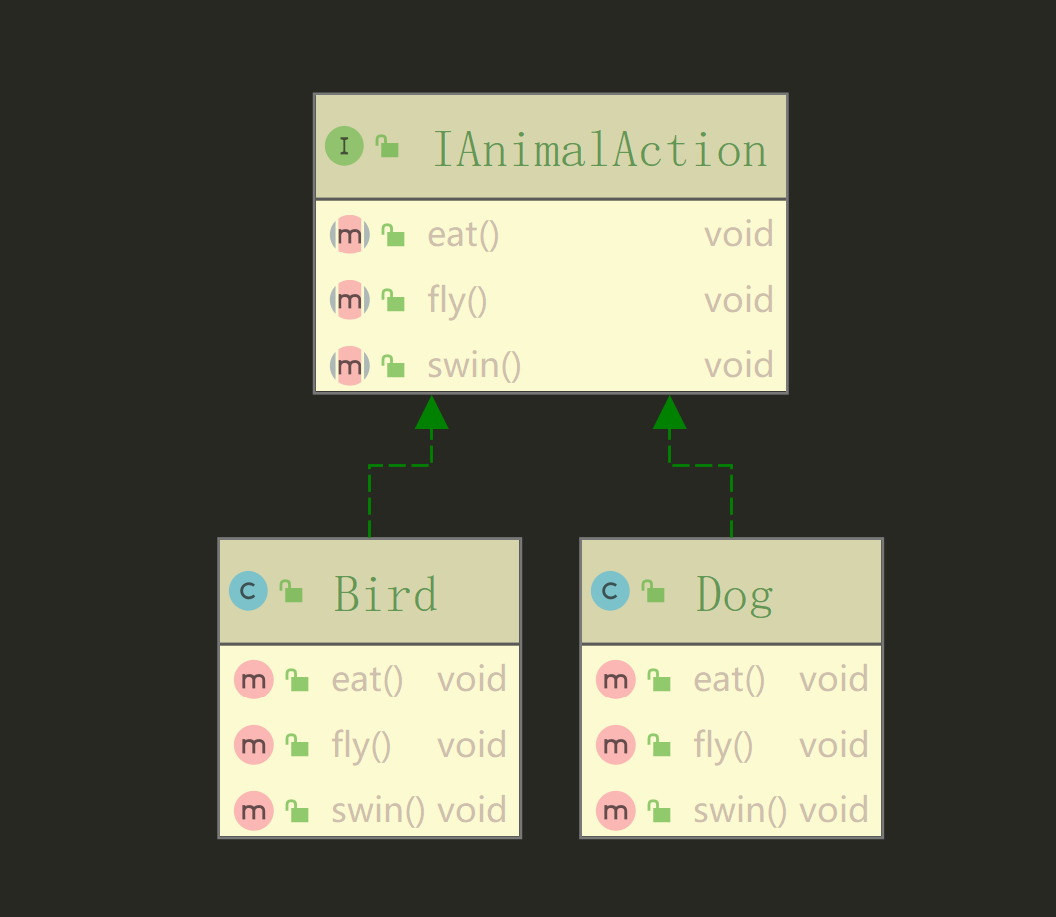 I IAnimalAction
m eat() void
m fly() void
m swin() void
C Bird
m eat() void
m fly() void
m swin() void
C Dog
m eat() void
m fly() void
m swin() void